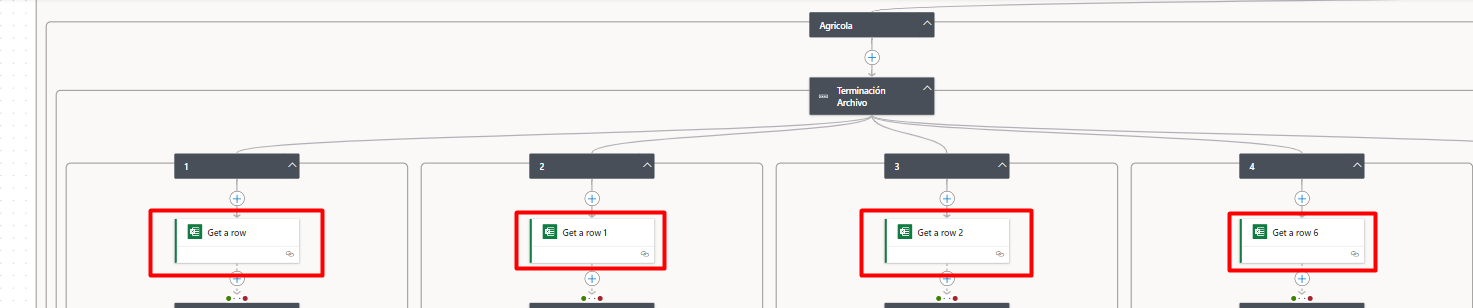 Agricola
Terminación
Archivo
1
2
3
4
Get a row
Get a row 1
Get a row 2
Get a row 6